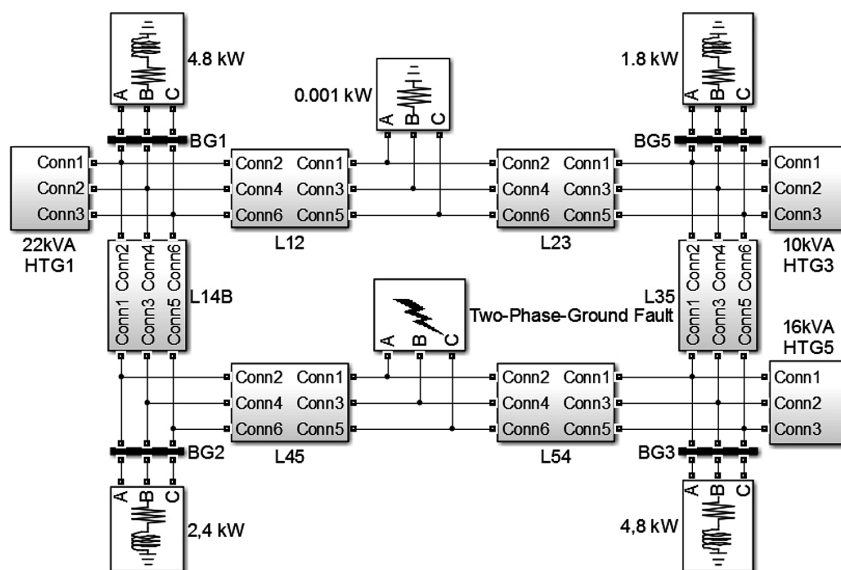 4.8 kW
A B C
BG1
0.001 kW
A B C
1.8 kW
A B C
BG5
Conn1
Conn2
Conn3
22kVA
HTG1
Conn2 Conn1
Conn4 Conn3
Conn6 Conn5
L12
Conn2 Conn1
Conn4 Conn3
Conn6 Conn5
L23
Conn1
Conn2
Conn3
10kVA
HTG3
Conn1 Conn2
Conn3 Conn4
Conn5 Conn6
L14B
A B C
Two-Phase-Ground Fault
Conn1 Conn2
Conn3 Conn4
Conn5 Conn6
L35
16kVA
HTG5
Conn1
Conn2
Conn3
Conn2 Conn1
Conn4 Conn3
Conn6 Conn5
L45
Conn2 Conn1
Conn4 Conn3
Conn6 Conn5
L54
BG2
A B C
2,4 kW
BG3
A B C
4,8 kW